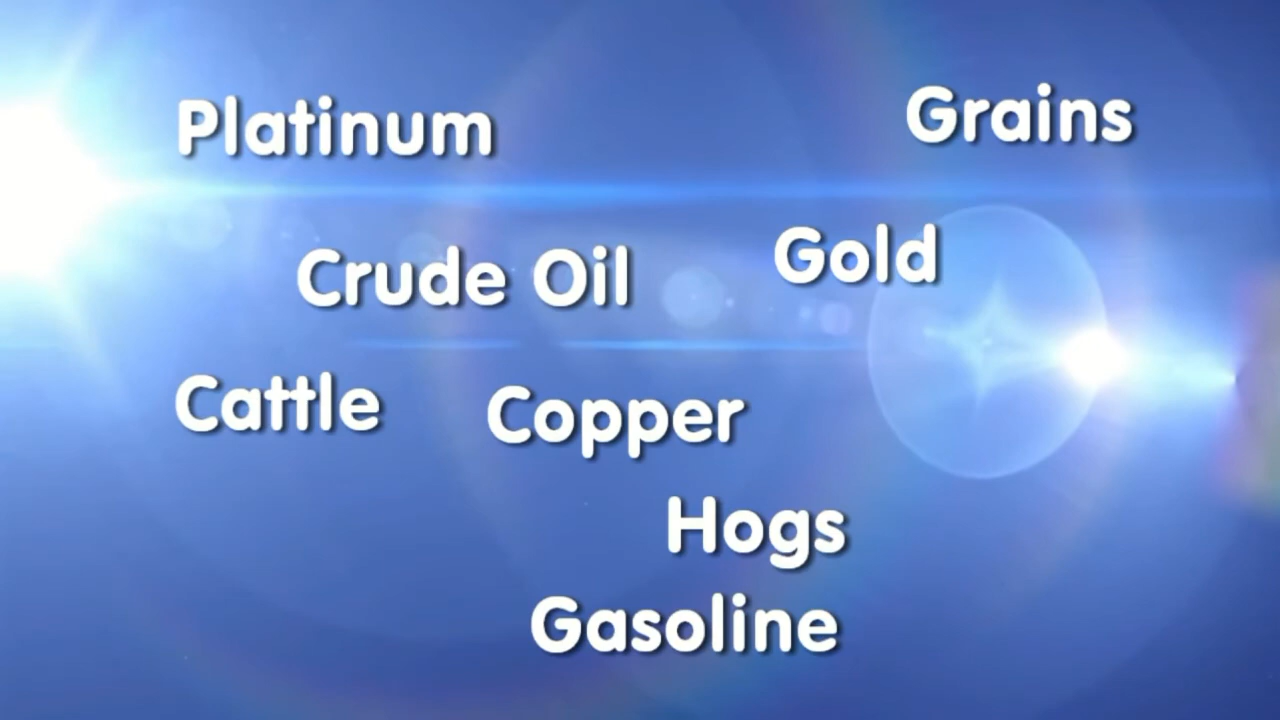 Platinum
Grains
Crude Oil
Gold
Cattle
Copper
Hogs
Gasoline